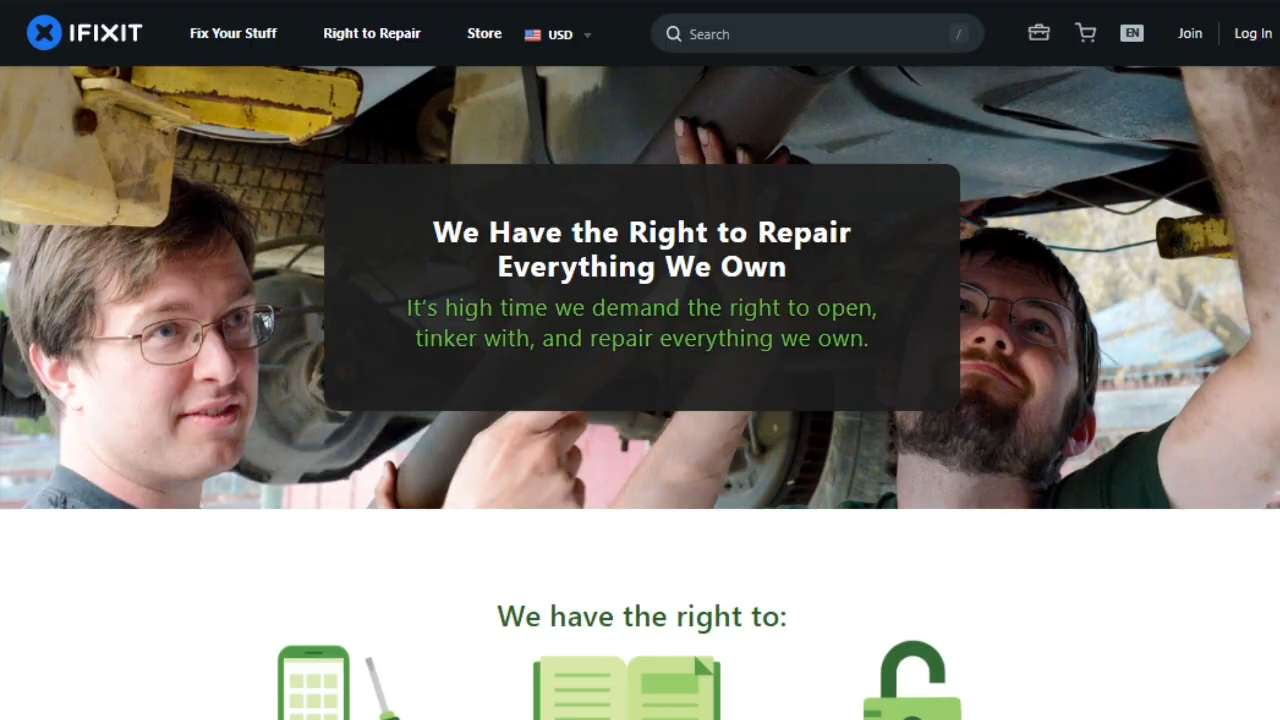 IFIXIT
Fix Your Stuff
Right to Repair
Store
USD
Search
/
EN
Join
Log In
We Have the Right to Repair
Everything We Own
It's high time we demand the right to open,
tinker with, and repair everything we own.
We have the right to: